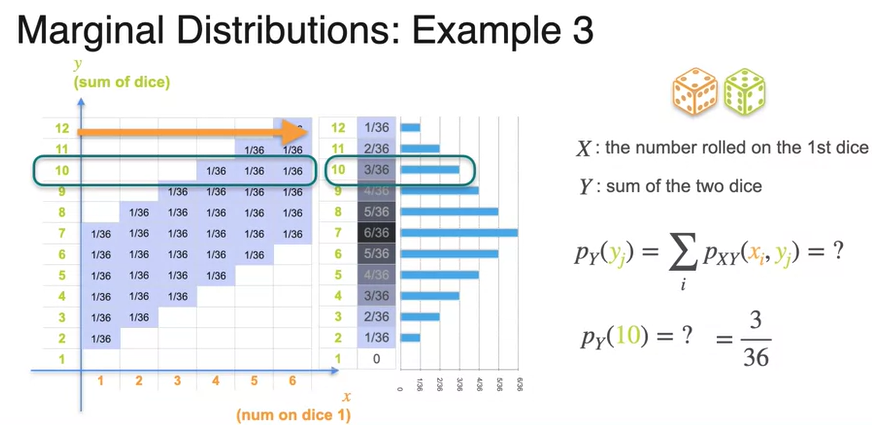 Marginal Distributions: Example 3
y
(sum of dice)
12 12 1/36
11 1/36 1/36 11 2/36
10 1/36 1/36 1/36 10 3/36
9 1/36 1/36 1/36 1/36 9 4/36
8 1/36 1/36 1/36 1/36 1/36 8 5/36
7 1/36 1/36 1/36 1/36 1/36 1/36 7 6/36
6 1/36 1/36 1/36 1/36 1/36 6 5/36
5 1/36 1/36 1/36 1/36 5 4/36
4 1/36 1/36 1/36 4 3/36
3 1/36 1/36 3 2/36
2 1/36 2 1/36
1 1 0
1 2 3 4 5 6
x
(num on dice 1)
0 1/36 2/36 3/36 4/36 5/36 6/36
X : the number rolled on the 1st dice
Y : sum of the two dice
p_Y(y_j) = ∑_i p_XY(x_i, y_j) = ?
p_Y(10) = ? = 3/36